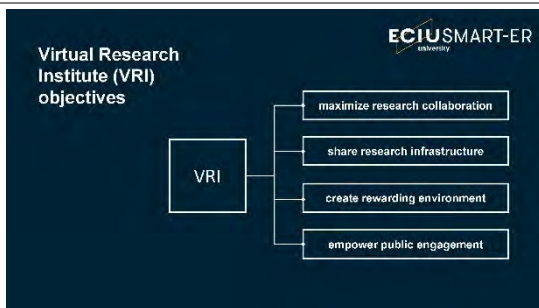 Virtual Research
Institute (VRI)
objectives
ECIUSMART-ER
university
VRI
maximize research collaboration
share research infrastructure
create rewarding environment
empower public engagement